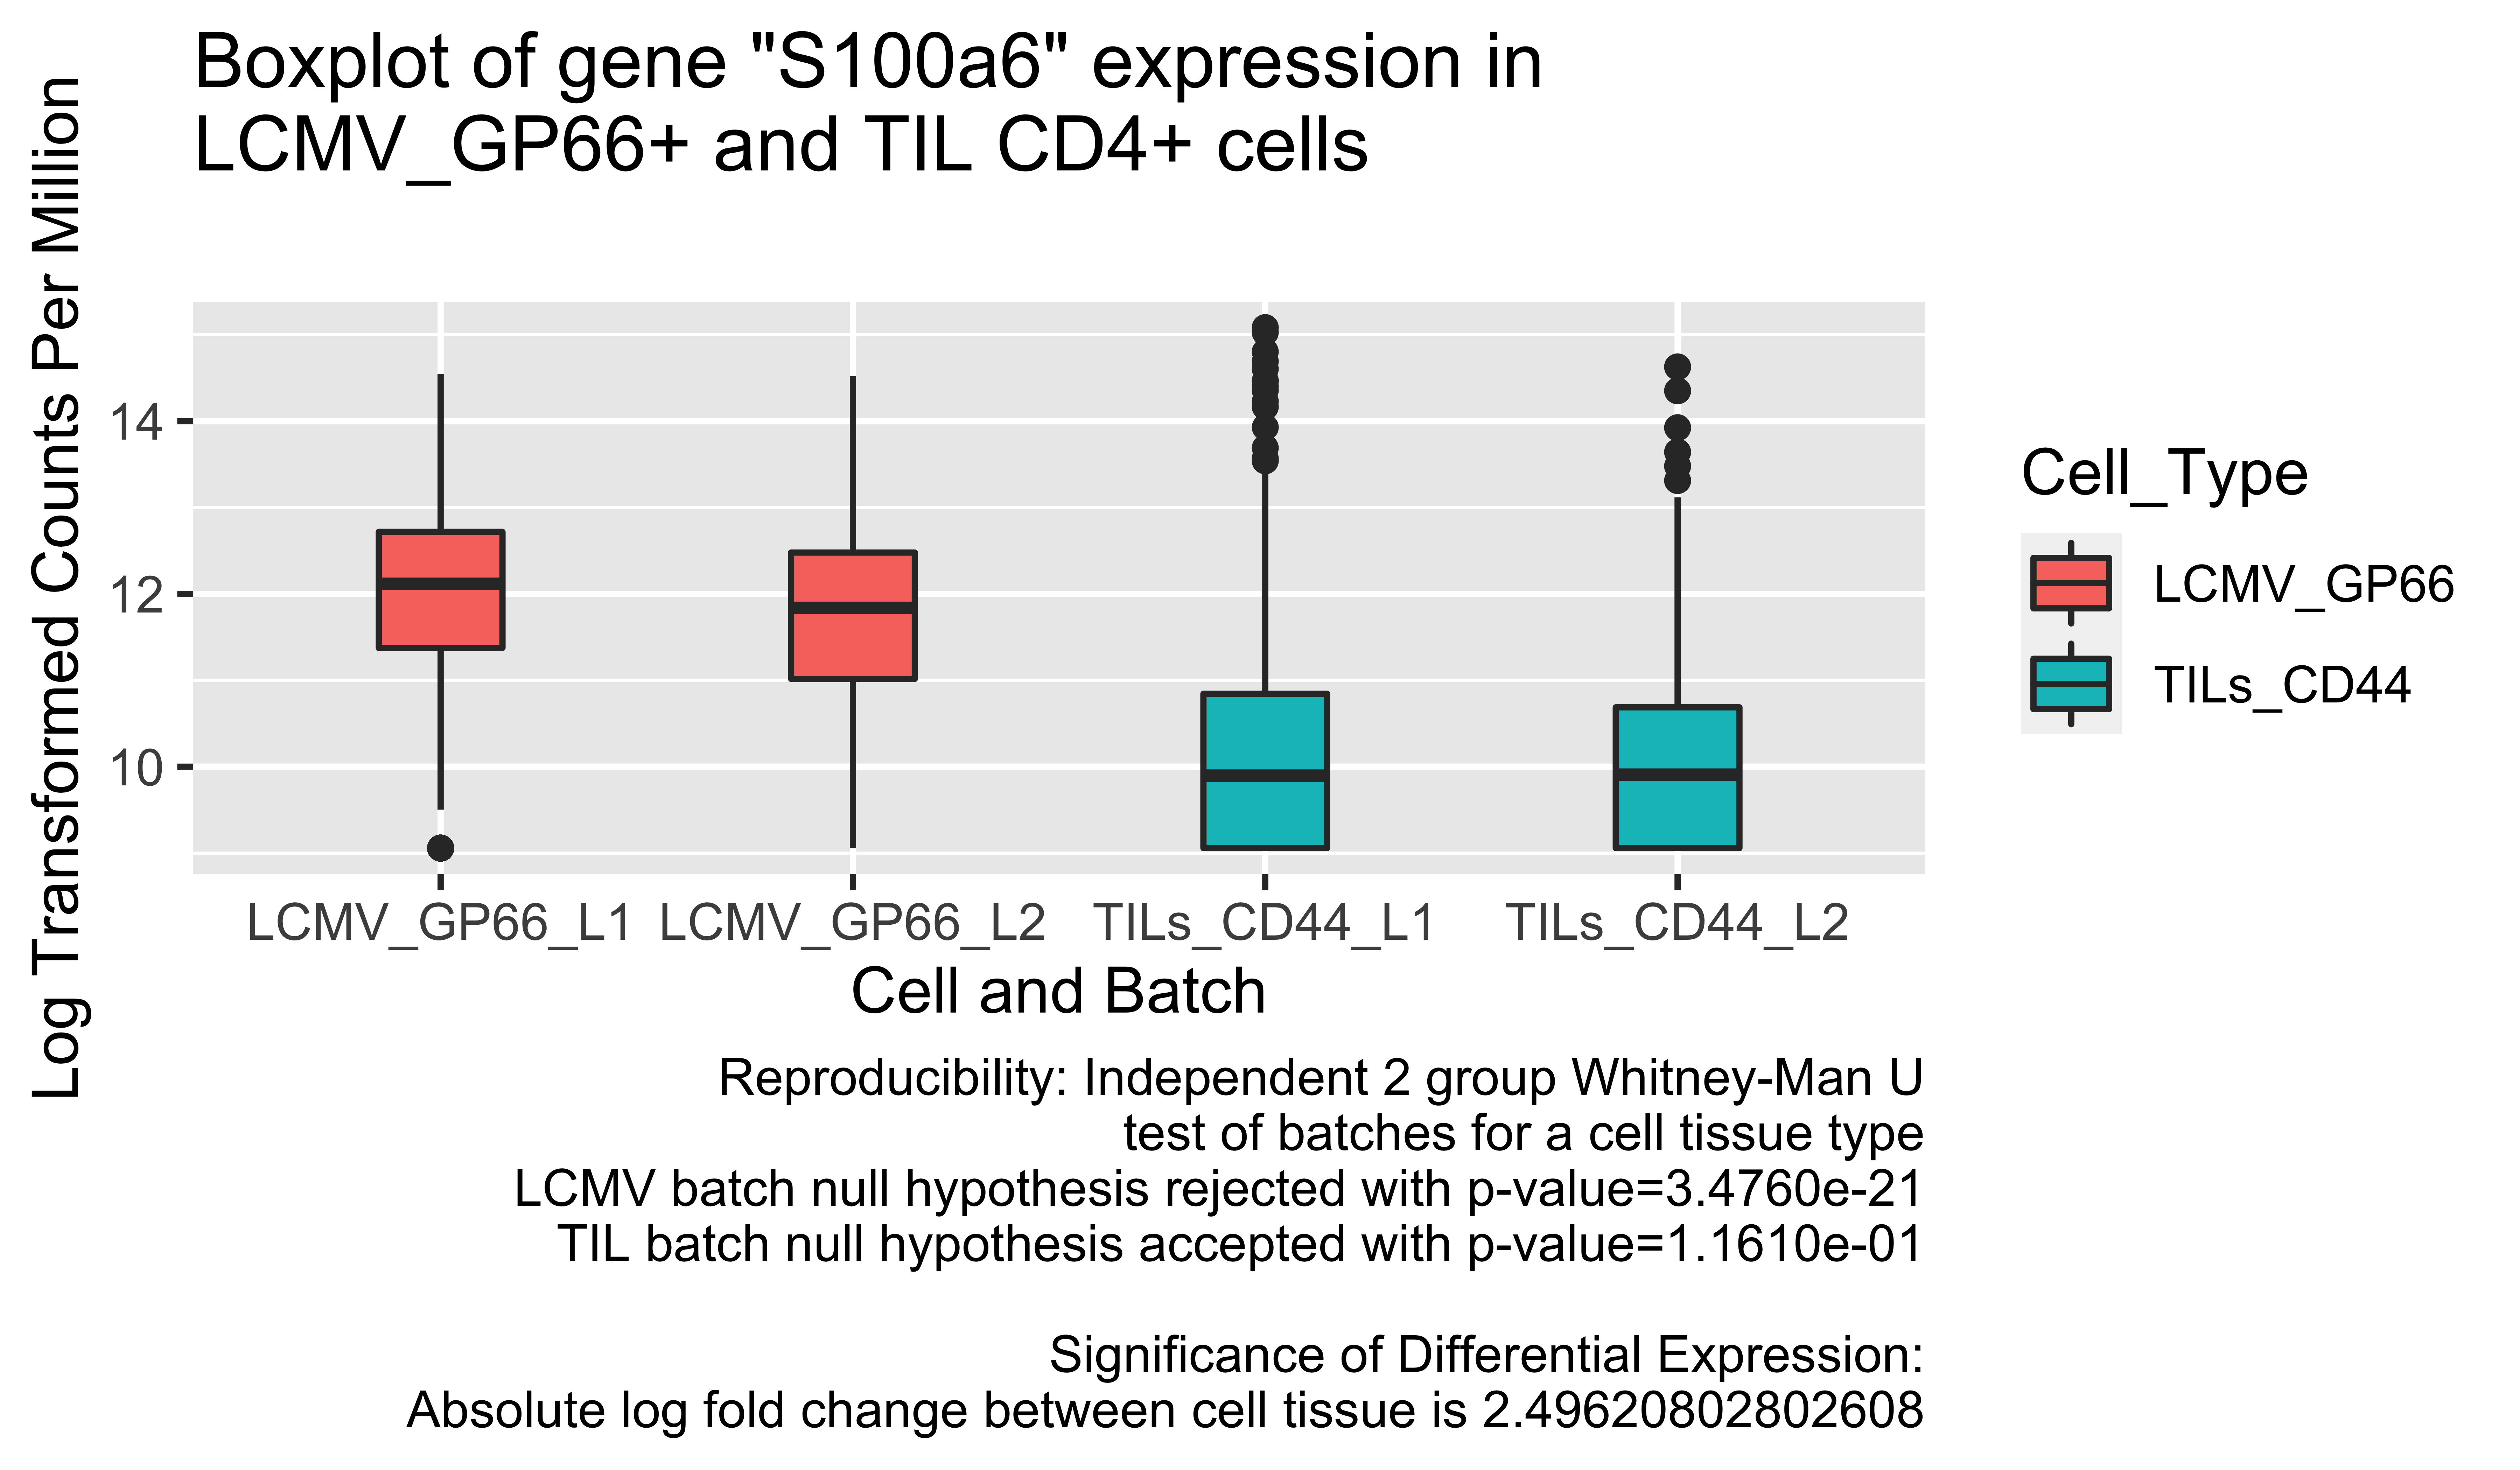 Boxplot of gene "S100a6" expression in
LCMV_GP66+ and TIL CD4+ cells
Log Transformed Counts Per Million
14
12
10
LCMV_GP66_L1
LCMV_GP66_L2
TILs_CD44_L1
TILs_CD44_L2
Cell and Batch
Cell_Type
LCMV_GP66
TILs_CD44
Reproducibility: Independent 2 group Whitney-Man U
test of batches for a cell tissue type
LCMV batch null hypothesis rejected with p-value=3.4760e-21
TIL batch null hypothesis accepted with p-value=1.1610e-01
Significance of Differential Expression:
Absolute log fold change between cell tissue is 2.49620802802608